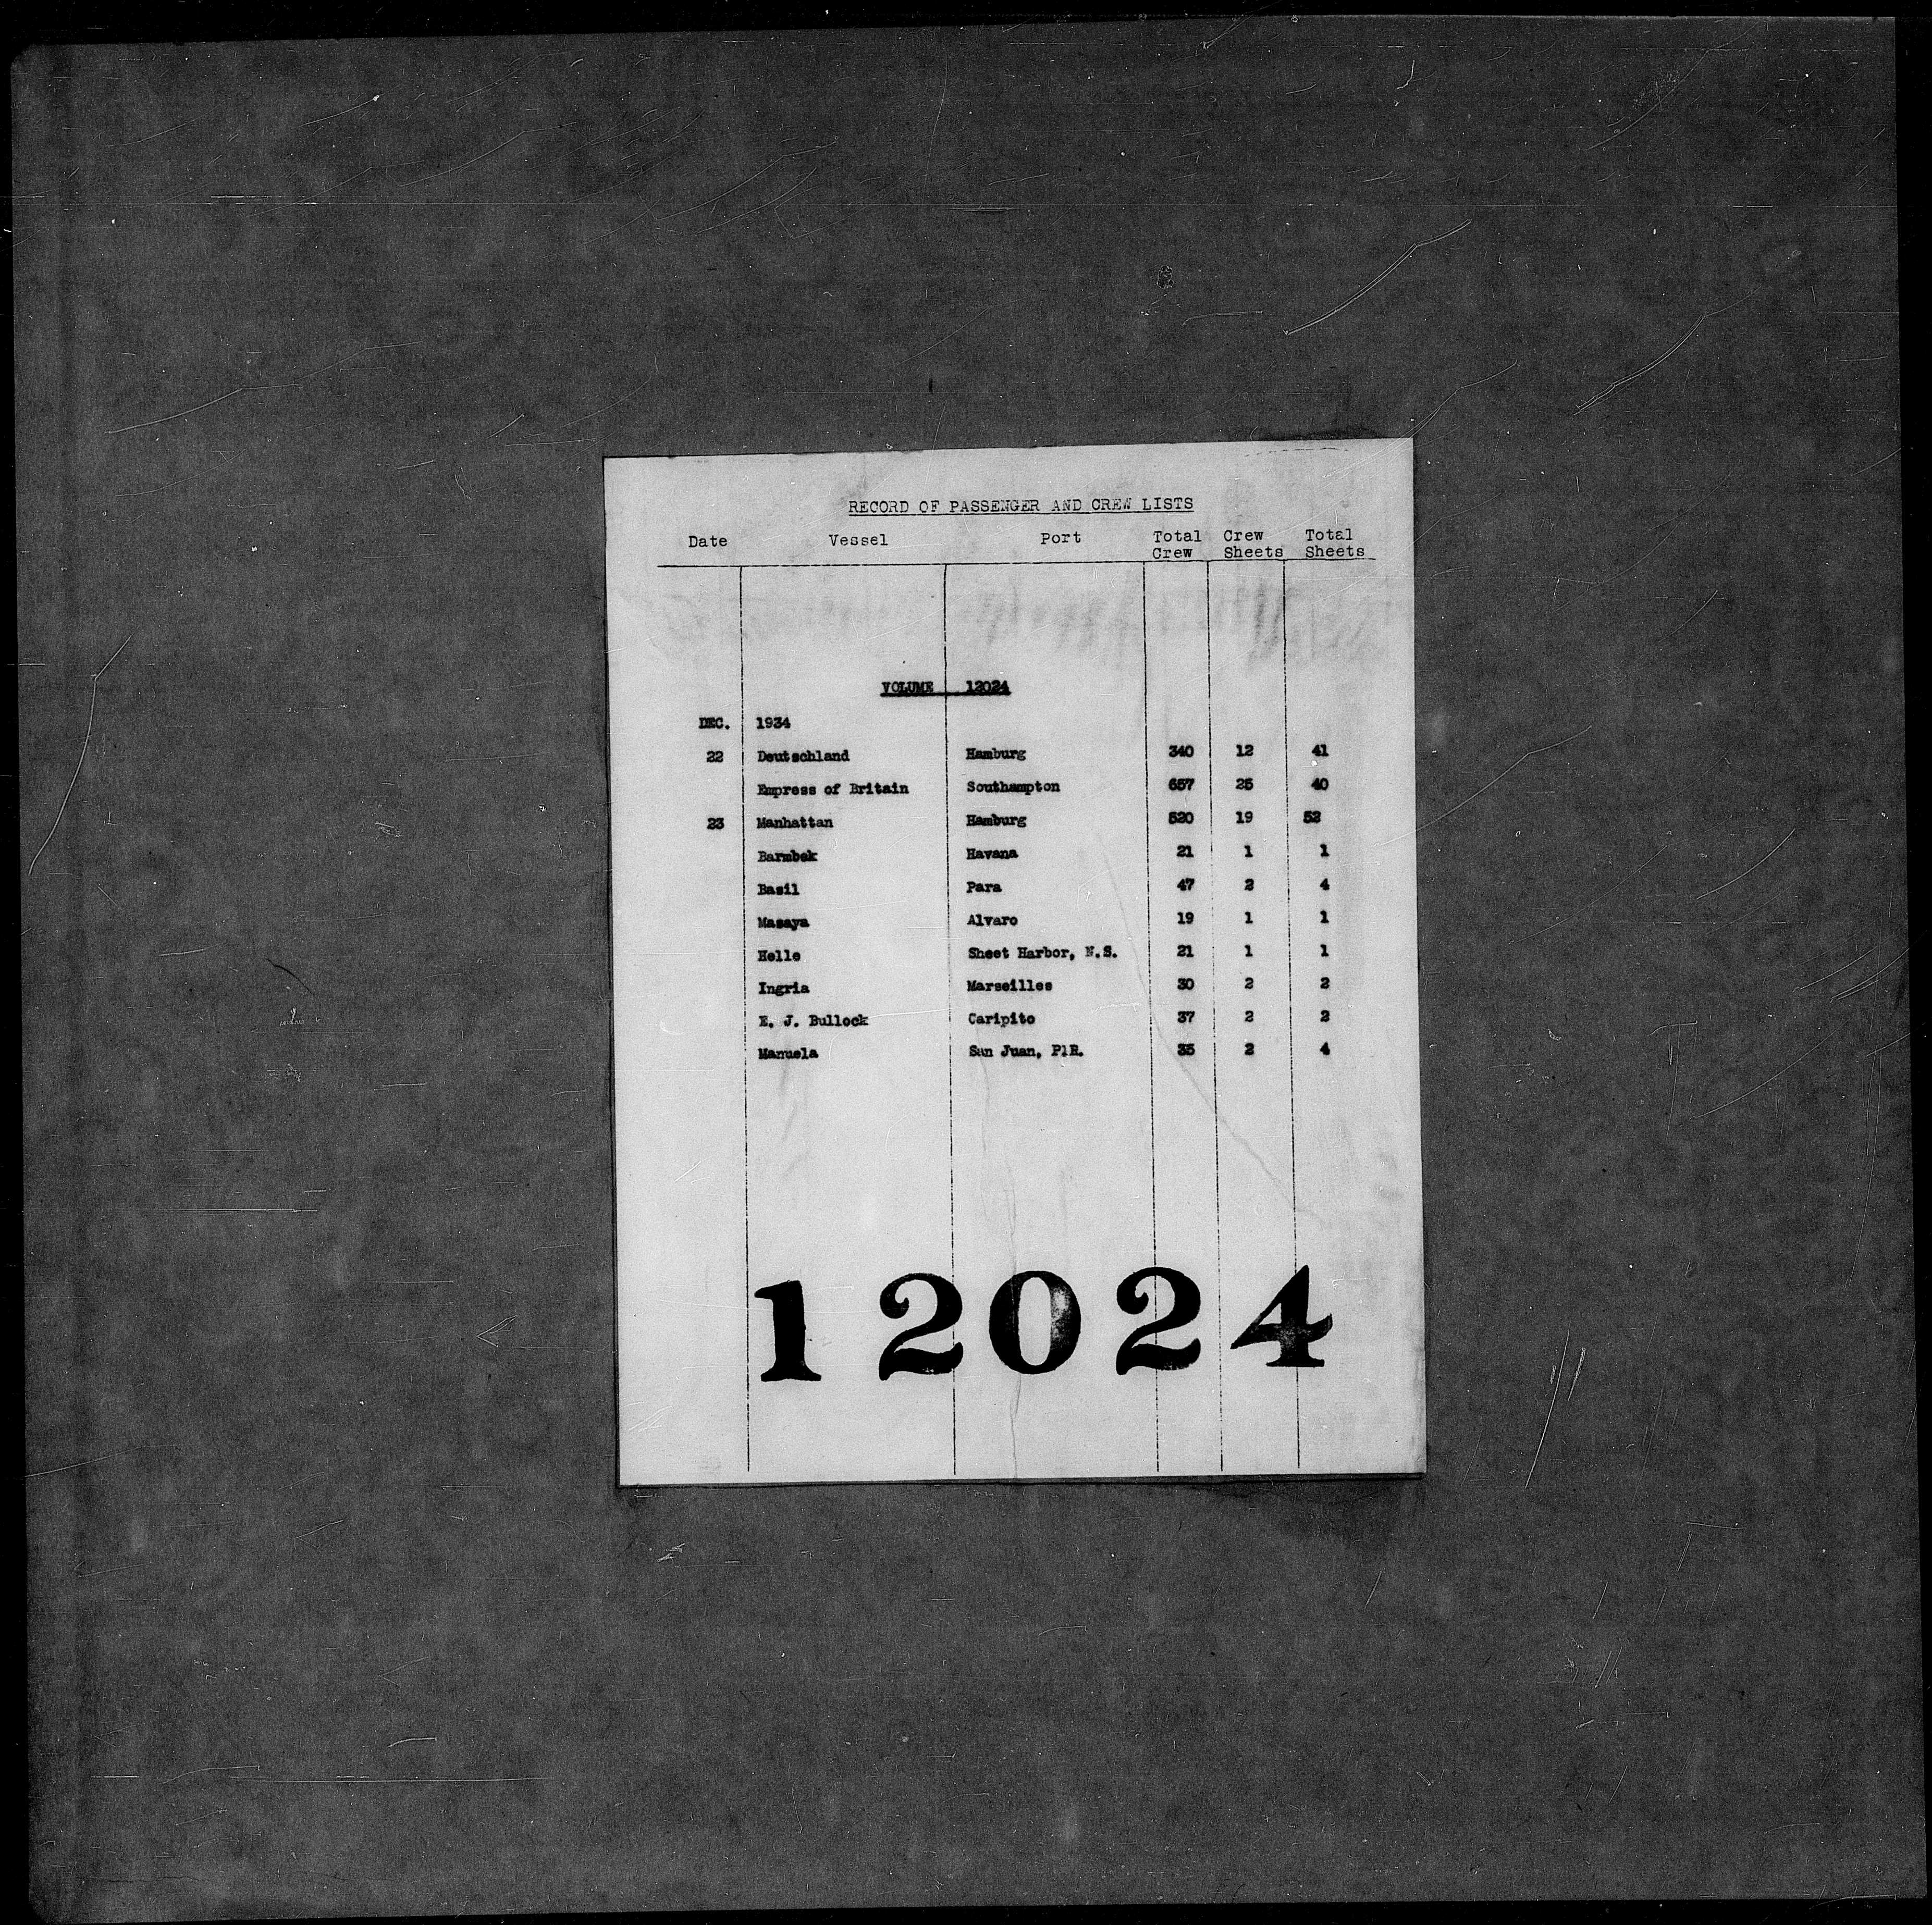 RECORD OF PASSENGER AND CREW LISTS
Date Vessel Port Total Crew Crew Sheets Total Sheets
VOLUME 12024
DEC. 1934
22 Deutschland Hamburg 340 12 41
Empress of Britain Southampton 657 25 40
23 Manhattan Hamburg 520 19 52
Barmbek Havana 21 1 1
Basil Para 47 2 4
Masaya Alvaro 19 1 1
Helle Sheet Harbor, N.S. 21 1 1
Ingria Marseilles 30 2 2
E. J. Bullock Caripito 37 2 2
Manuela San Juan, P1R. 35 2 4
12024